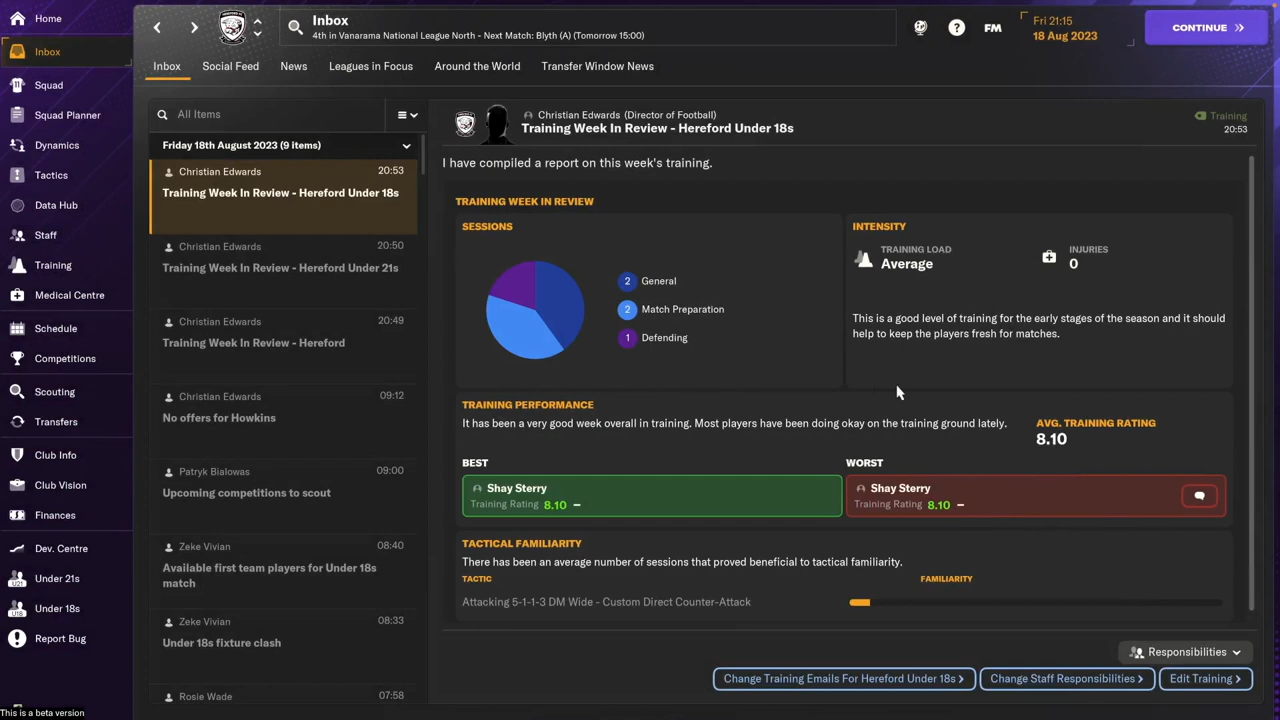 Home
Inbox
Squad
Squad Planner
Dynamics
Tactics
Data Hub
Staff
Training
Medical Centre
Schedule
Competitions
Scouting
Transfers
Club Info
Club Vision
Finances
Dev. Centre
Under 21s
Under 18s
Report Bug
This is a beta version
Inbox
4th in Vanarama National League North - Next Match: Blyth (A) (Tomorrow 15:00)
FM
Fri 21:15
18 Aug 2023
CONTINUE
Inbox Social Feed News Leagues in Focus Around the World Transfer Window News
All Items
Friday 18th August 2023 (9 items)
Christian Edwards 20:53
Training Week In Review - Hereford Under 18s
Christian Edwards 20:50
Training Week In Review - Hereford Under 21s
Christian Edwards 20:49
Training Week In Review - Hereford
Christian Edwards 09:12
No offers for Howkins
Patryk Bialowas 09:00
Upcoming competitions to scout
Zeke Vivian 08:40
Available first team players for Under 18s
match
Zeke Vivian 08:33
Under 18s fixture clash
Rosie Wade 07:58
Christian Edwards (Director of Football)
Training Week In Review - Hereford Under 18s
Training
20:53
I have compiled a report on this week's training.
TRAINING WEEK IN REVIEW
SESSIONS
2 General
2 Match Preparation
1 Defending
INTENSITY
TRAINING LOAD
Average
INJURIES
0
This is a good level of training for the early stages of the season and it should
help to keep the players fresh for matches.
TRAINING PERFORMANCE
It has been a very good week overall in training. Most players have been doing okay on the training ground lately.
AVG. TRAINING RATING
8.10
BEST
Shay Sterry
Training Rating 8.10 –
WORST
Shay Sterry
Training Rating 8.10 –
TACTICAL FAMILIARITY
There has been an average number of sessions that proved beneficial to tactical familiarity.
TACTIC FAMILIARITY
Attacking 5-1-1-3 DM Wide - Custom Direct Counter-Attack
Responsibilities
Change Training Emails For Hereford Under 18s >
Change Staff Responsibilities >
Edit Training >